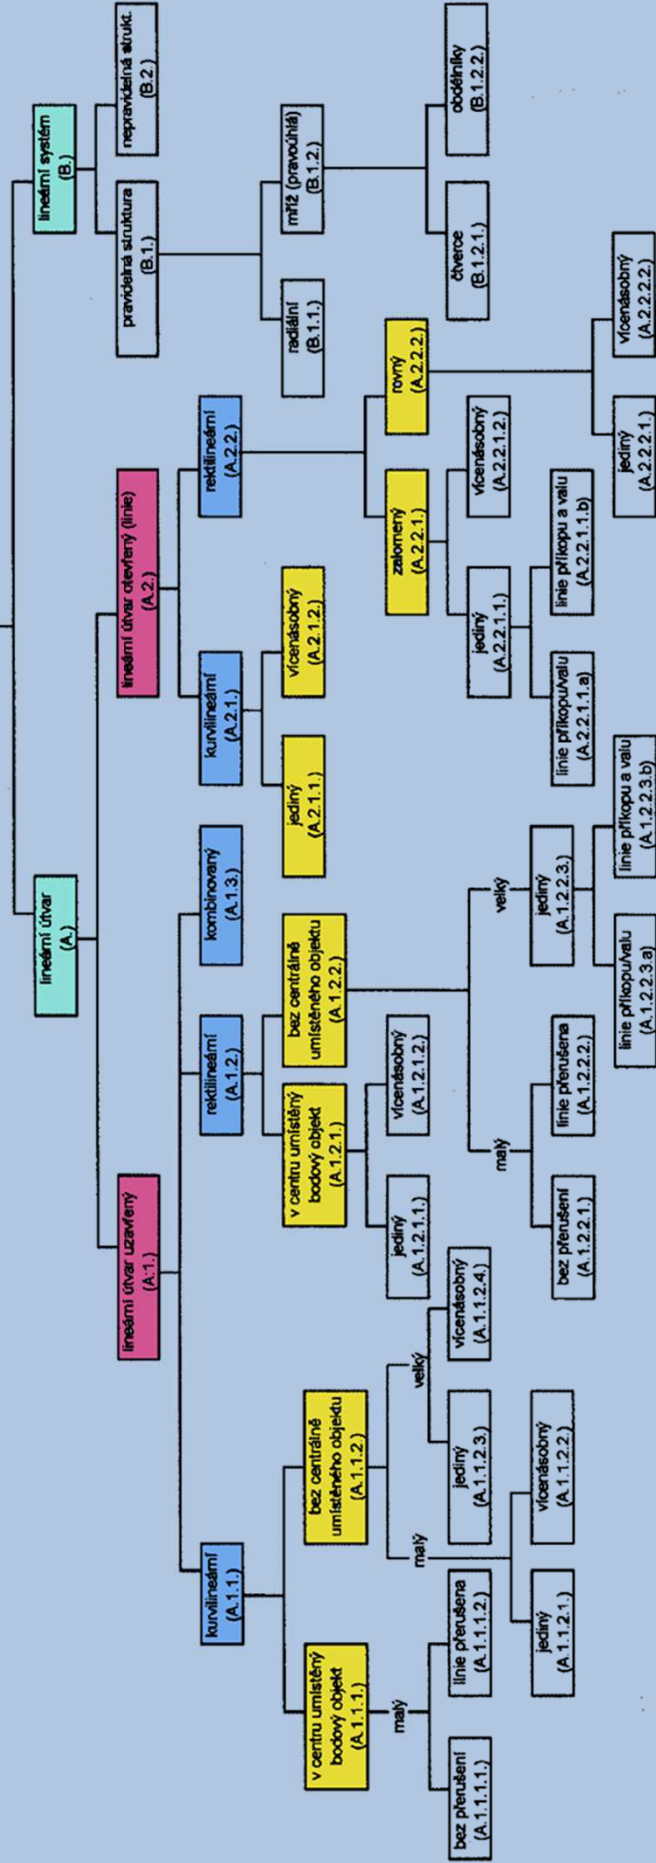 lineární útvar
(A.)
lineární systém
(B.)
lineární útvar uzavřený
(A.1.)
lineární útvar otevřený (linie)
(A.2.)
pravidelná struktura
(B.1.)
nepravidelná strukt.
(B.2.)
kurvilineární
(A.1.1.)
rektilineární
(A.1.2.)
kombinovaný
(A.1.3.)
kurvilineární
(A.2.1.)
rektilineární
(A.2.2.)
radiální
(B.1.1.)
mříž (pravoúhlá)
(B.1.2.)
v centru umístěný
bodový objekt
(A.1.1.1.)
bez centrálně
umístěného objektu
(A.1.1.2)
v centru umístěný
bodový objekt
(A.1.2.1.)
bez centrálně
umístěného objektu
(A.1.2.2.)
jediný
(A.2.1.1.)
vícenásobný
(A.2.1.2.)
zalomený
(A.2.2.1.)
rovný
(A.2.2.2.)
čtverce
(B.1.2.1.)
obdélníky
(B.1.2.2.)
malý
malý
velký
jediný
(A.1.2.1.1.)
vícenásobný
(A.1.2.1.2.)
malý
velký
jediný
(A.2.2.1.1.)
vícenásobný
(A.2.2.1.2.)
bez přerušení
(A.1.1.1.1.)
linie přerušena
(A.1.1.1.2.)
jediný
(A.1.1.2.3.)
vícenásobný
(A.1.1.2.4.)
jediný
(A.1.1.2.1.)
vícenásobný
(A.1.1.2.2.)
bez přerušení
(A.1.2.2.1.)
linie přerušena
(A.1.2.2.2.)
jediný
(A.1.2.2.3.)
linie příkopu/valu
(A.2.2.1.1.a)
linie příkopu a valu
(A.2.2.1.1.b)
linie příkopu/valu
(A.1.2.2.3.a)
linie příkopu a valu
(A.1.2.2.3.b)
jediný
(A.2.2.2.1.)
vícenásobný
(A.2.2.2.2.)